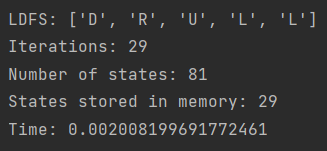 LDFS: ['D', 'R', 'U', 'L', 'L']
Iterations: 29
Number of states: 81
States stored in memory: 29
Time: 0.002008199691772461